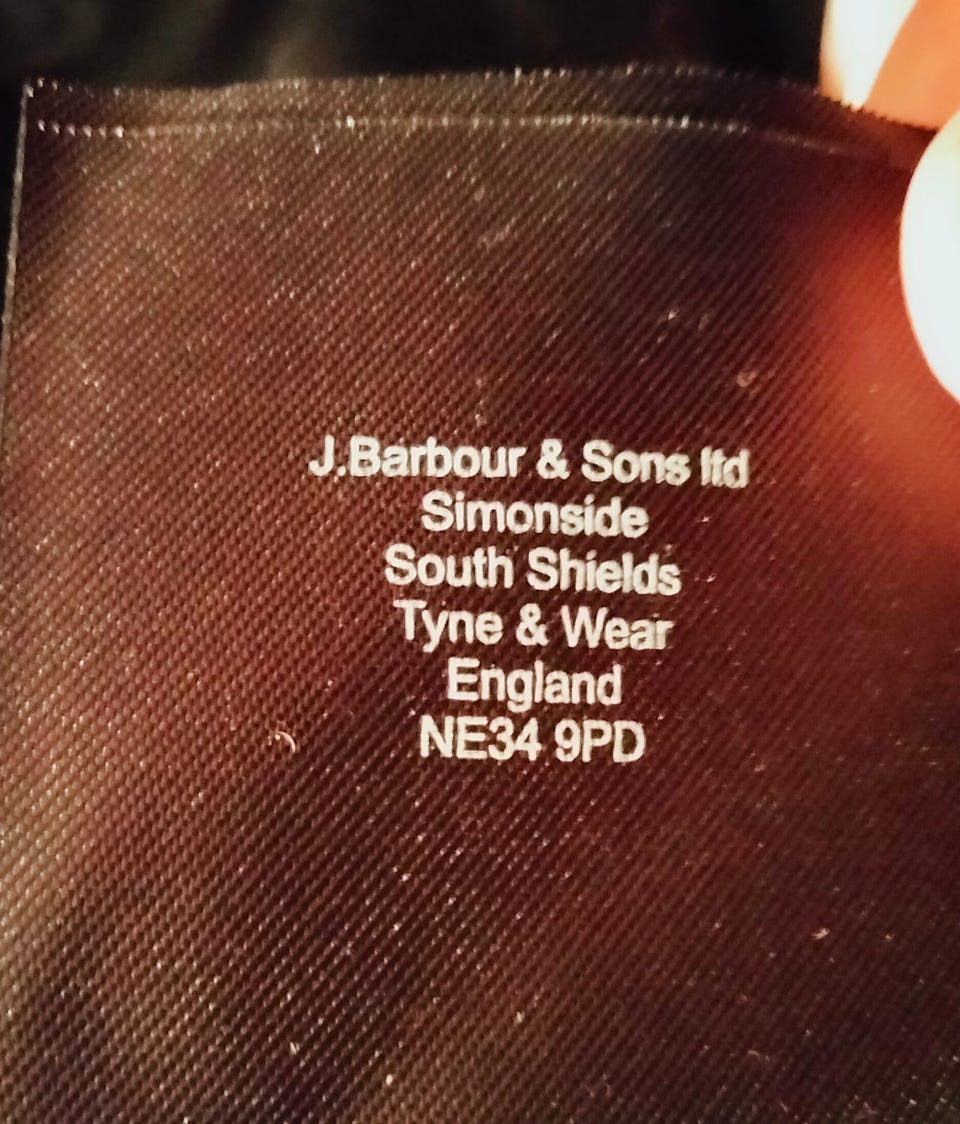 J.Barbour & Sons ltd
Simonside
South Shields
Tyne & Wear
England
NE34 9PD